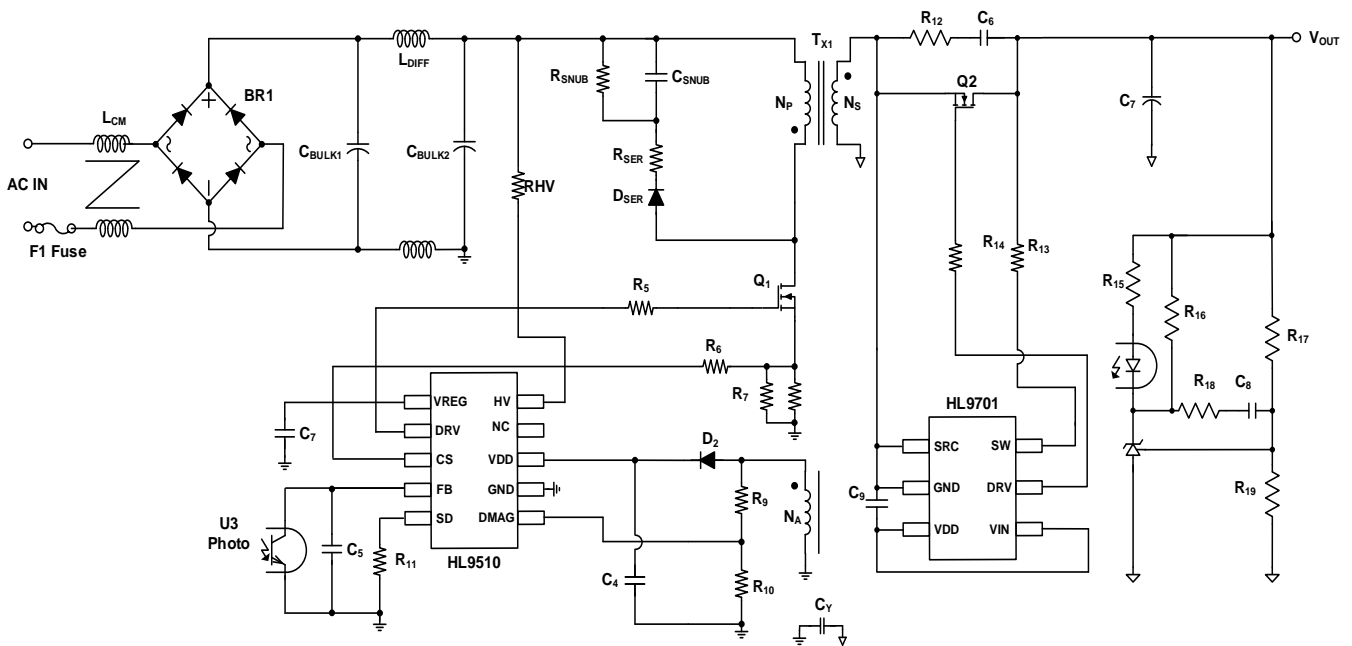 R12
C6
TX1
VOUT
LDIFF
BR1
RSNUB
CSNUB
Q2
LCM
NP
NS
C7
CBULK1
CBULK2
RSER
AC IN
RHV
DSER
F1 Fuse
R14
R13
Q1
R15
R5
R16
R17
R6
R18
C8
R7
HL9701
VREG
HV
C7
DRV
NC
D2
SRC
SW
CS
VDD
C9
GND
DRV
R19
FB
GND
R9
NA
VDD
VIN
U3
Photo
C5
SD
DMAG
R11
HL9510
C4
R10
CY